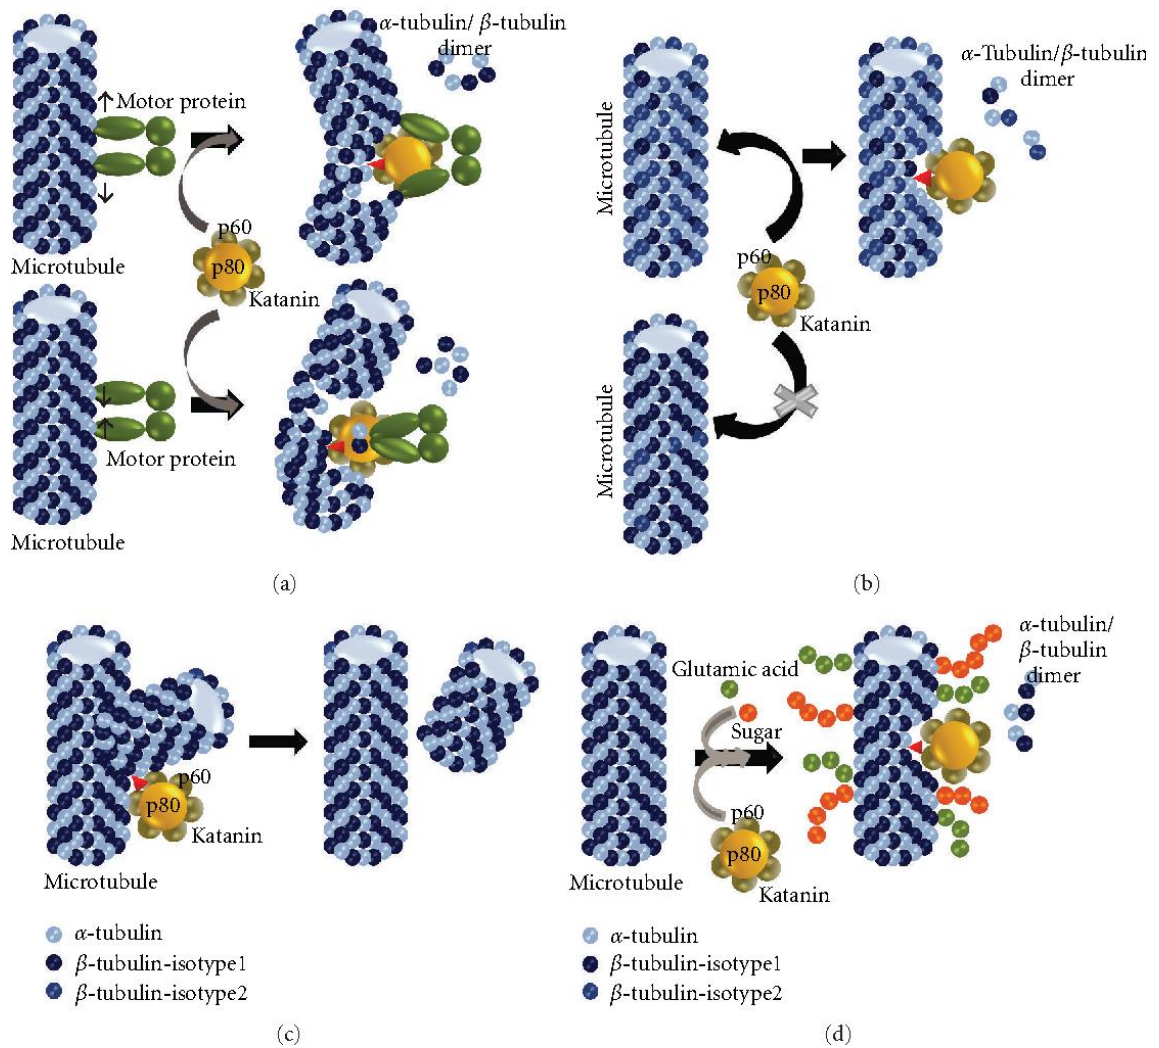 α-tubulin/ β-tubulin
dimer
Motor protein
p60
p80
Microtubule
Katanin
Motor protein
Microtubule
(a)
α-Tubulin/β-tubulin
dimer
Microtubule
p60
p80
Katanin
Microtubule
(b)
p60
p80
Katanin
Microtubule
α-tubulin
β-tubulin-isotype1
β-tubulin-isotype2
(c)
α-tubulin/
β-tubulin
dimer
Glutamic acid
Sugar
p60
p80
Microtubule
Katanin
α-tubulin
β-tubulin-isotype1
β-tubulin-isotype2
(d)